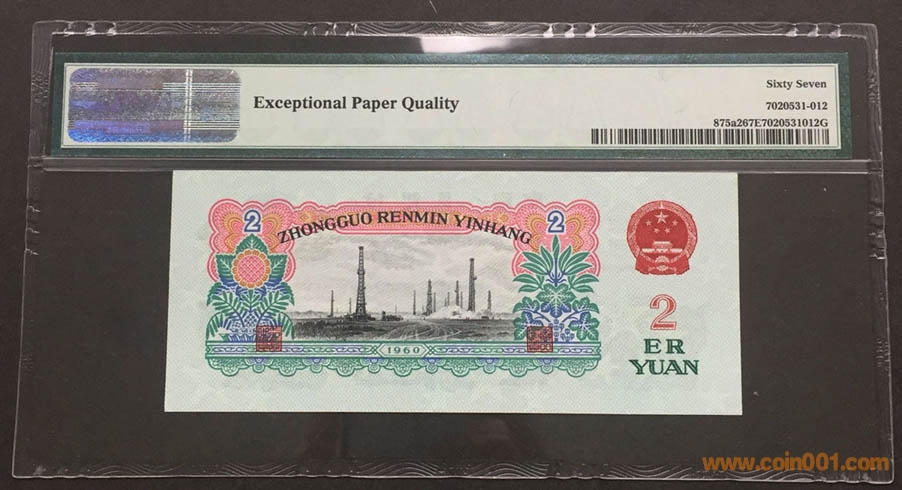 Exceptional Paper Quality
Sixty Seven
7020531-012
875a267E7020531012G
2
ZHONGGUO RENMIN YINHANG
2
1960
2
ER
YUAN
www.coin001.com